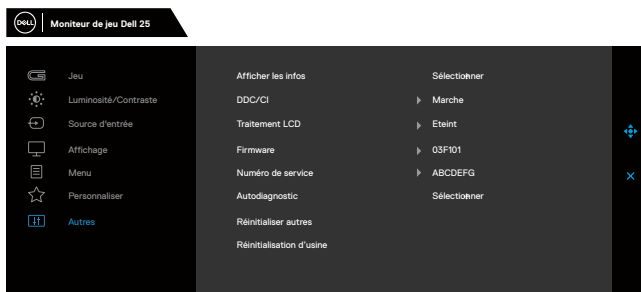 DELL
Moniteur de jeu Dell 25
Jeu
Afficher les infos Sélectionner
Luminosité/Contraste DDC/CI Marche
Source d'entrée Traitement LCD Eteint
Affichage Firmware 03F101
Menu Numéro de service ABCDEFG
Personnaliser Autodiagnostic Sélectionner
Autres Réinitialiser autres
Réinitialisation d'usine